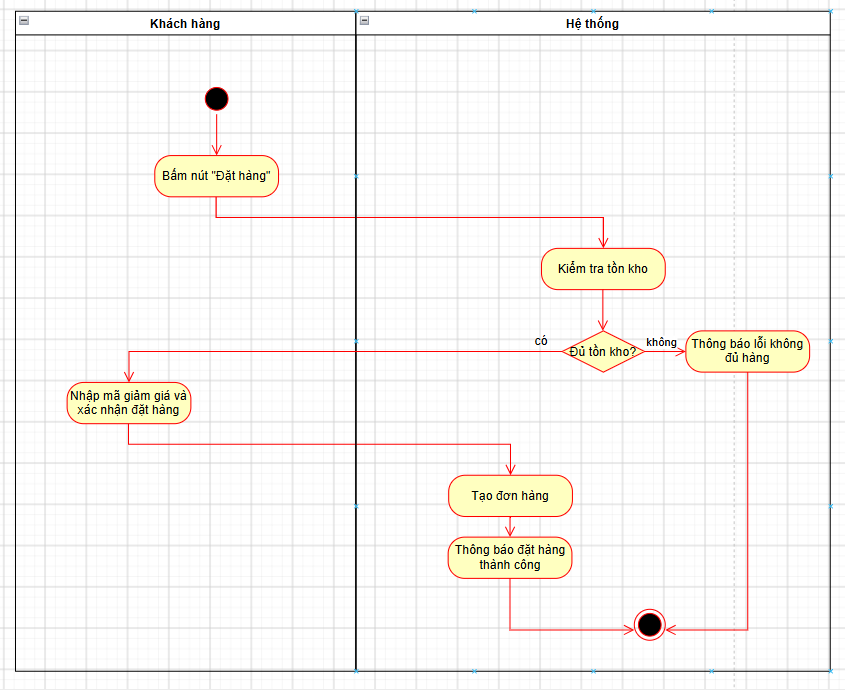 Khách hàng
Hệ thống
Bấm nút "Đặt hàng"
Kiểm tra tồn kho
có
Đủ tồn kho?
không
Thông báo lỗi không
đủ hàng
Nhập mã giảm giá và
xác nhận đặt hàng
Tạo đơn hàng
Thông báo đặt hàng
thành công